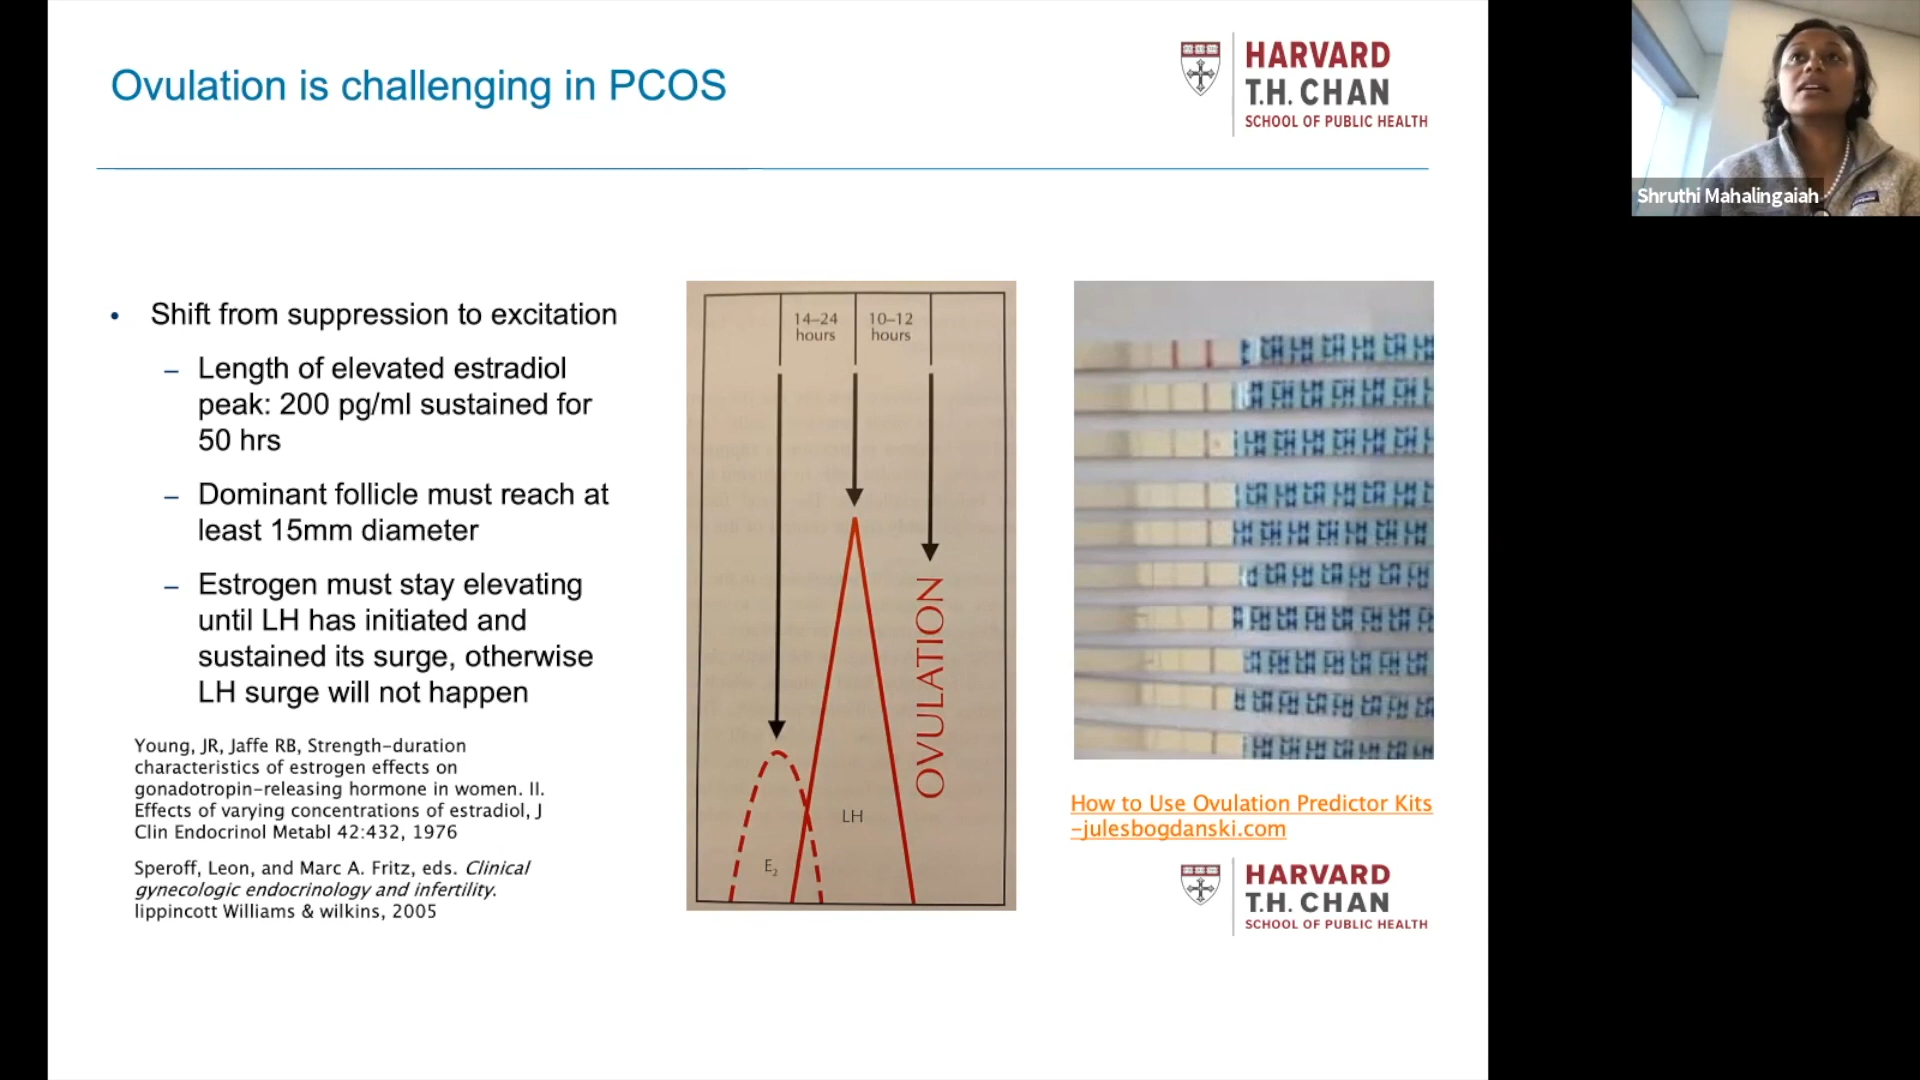 Ovulation is challenging in PCOS
HARVARD
T.H. CHAN
SCHOOL OF PUBLIC HEALTH
Shruthi Mahalingaiah
• Shift from suppression to excitation
– Length of elevated estradiol
peak: 200 pg/ml sustained for
50 hrs
– Dominant follicle must reach at
least 15mm diameter
– Estrogen must stay elevating
until LH has initiated and
sustained its surge, otherwise
LH surge will not happen
Young, JR, Jaffe RB, Strength-duration
characteristics of estrogen effects on
gonadotropin-releasing hormone in women. II.
Effects of varying concentrations of estradiol, J
Clin Endocrinol Metabl 42:432, 1976
Speroff, Leon, and Marc A. Fritz, eds. Clinical
gynecologic endocrinology and infertility.
lippincott Williams & wilkins, 2005
14–24
hours
10–12
hours
OVULATION
LH
E₂
How to Use Ovulation Predictor Kits
-julesbogdanski.com
HARVARD
T.H. CHAN
SCHOOL OF PUBLIC HEALTH